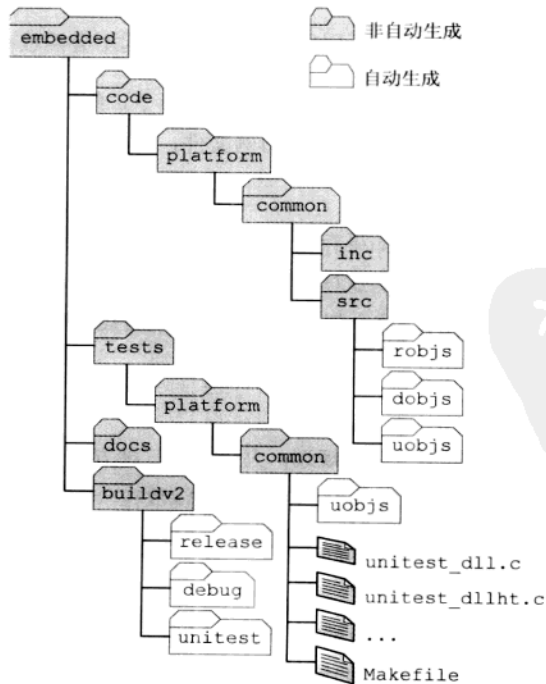 embedded
非自动生成
自动生成
code
platform
common
inc
src
robjs
dobjs
uobjs
tests
platform
common
docs
buildv2
uobjs
release
unitest_dll.c
debug
unitest_dllht.c
unitest
...
Makefile